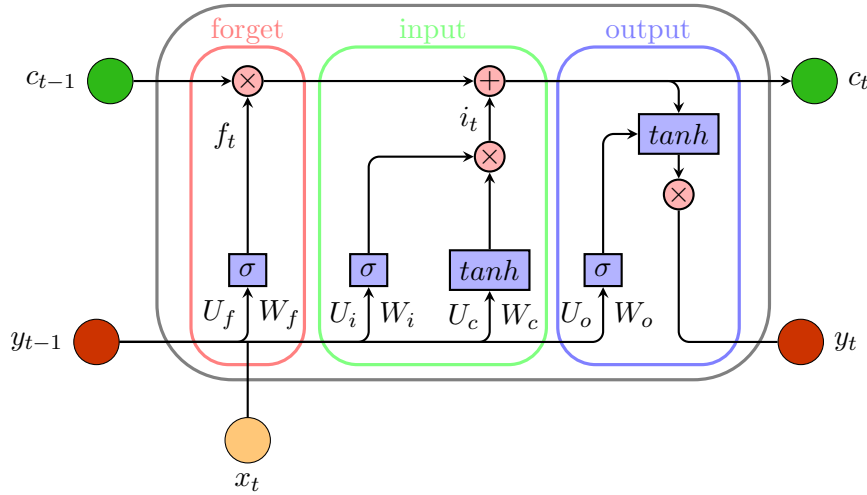 forget input output
c_{t-1} × + c_t
f_t i_t tanh
× ×
σ σ tanh σ
U_f W_f U_i W_i U_c W_c U_o W_o
y_{t-1} y_t
x_t